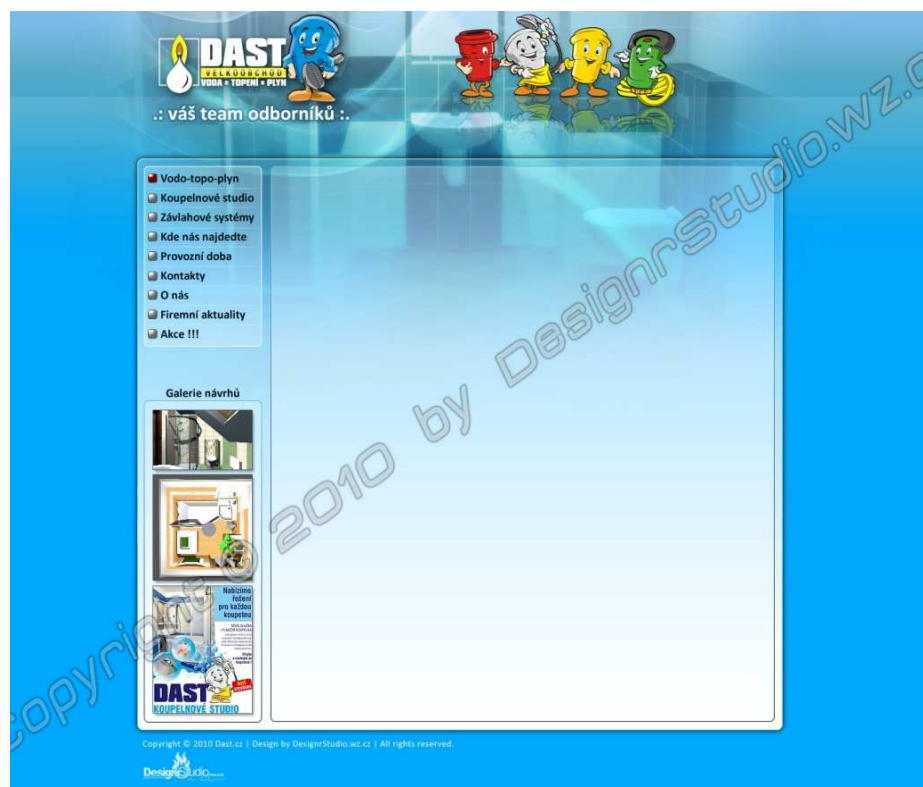 DAST
VELKOOBCHOD
VODA • TOPENÍ • PLYN
.: váš team odborníků :.
Vodo-topo-plyn
Koupelnové studio
Závlahové systémy
Kde nás najdedte
Provozní doba
Kontakty
O nás
Firemní aktuality
Akce !!!
Galerie návrhů
Nabízíme
řešení
pro každou
koupelnu
DAST
KOUPELNOVÉ STUDIO
Copyright © 2010 by DesignrStudio.wz.c
Copyright © 2010 Dast.cz | Design by DesignrStudio.wz.cz | All rights reserved.
DesignrStudio